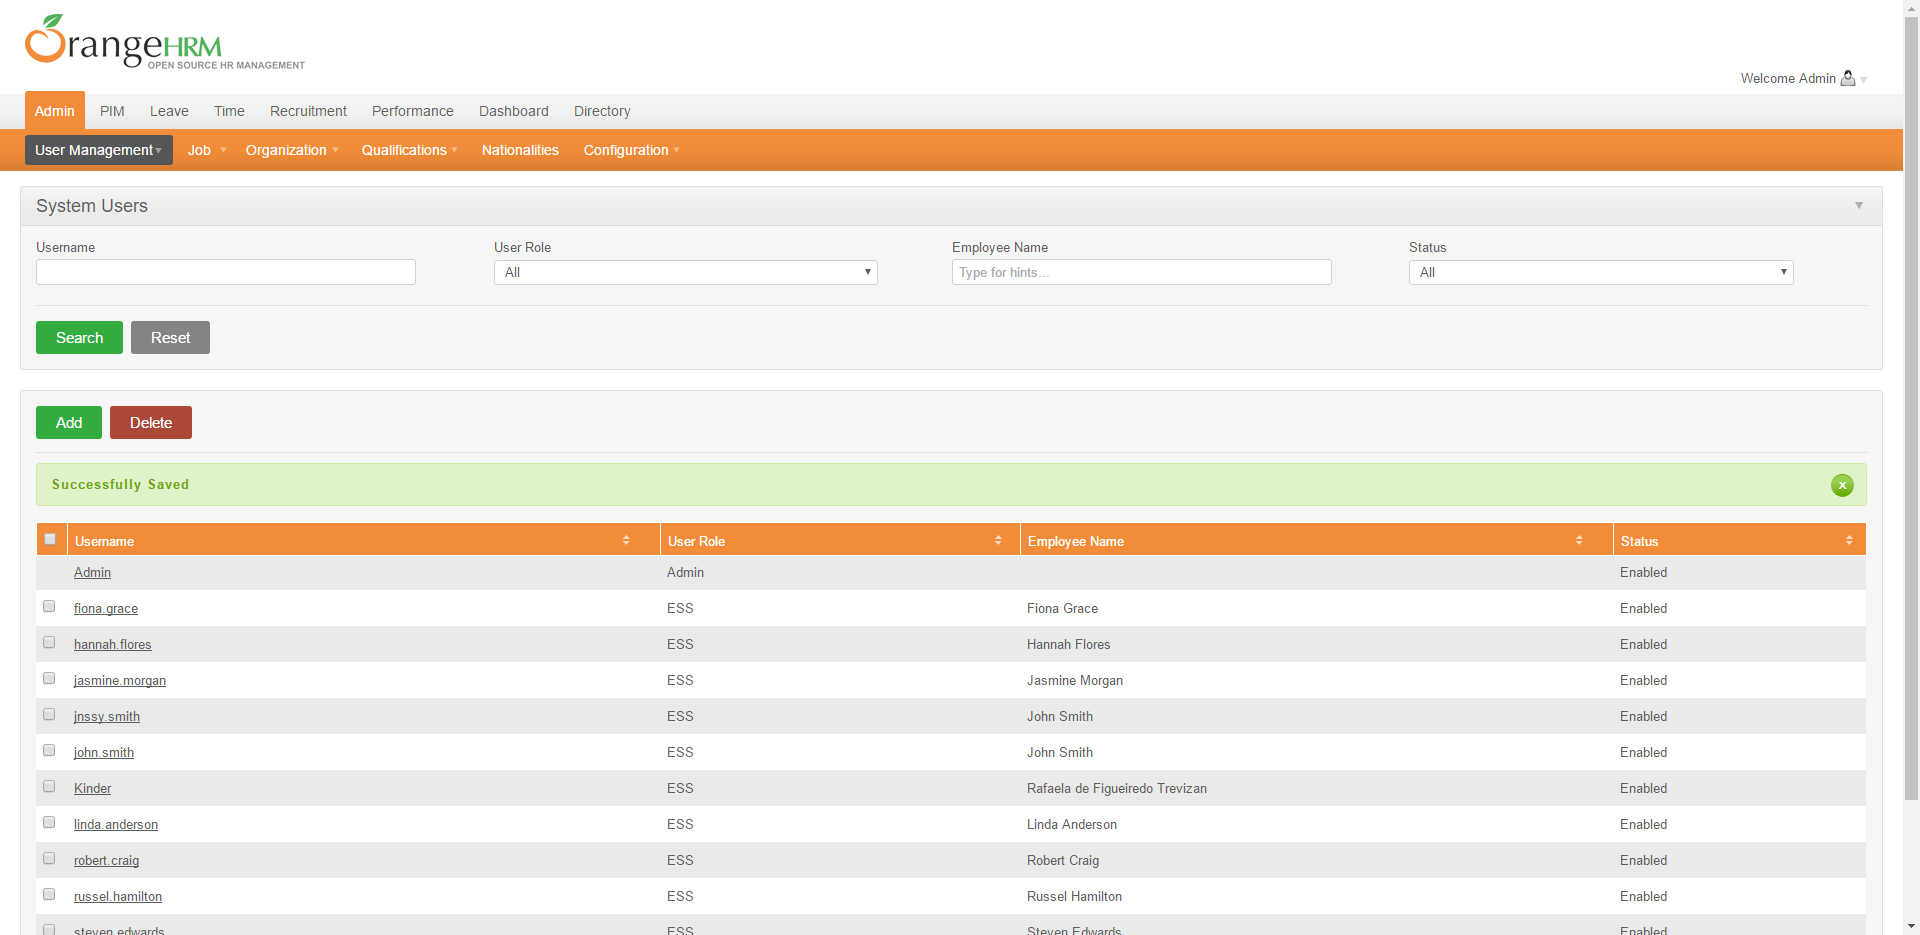 OrangeHRM
OPEN SOURCE HR MANAGEMENT
Welcome Admin
Admin PIM Leave Time Recruitment Performance Dashboard Directory
User Management Job Organization Qualifications Nationalities Configuration
System Users
Username User Role Employee Name Status
All Type for hints... All
Search Reset
Add Delete
Successfully Saved x
Username User Role Employee Name Status
Admin Admin Enabled
fiona.grace ESS Fiona Grace Enabled
hannah.flores ESS Hannah Flores Enabled
jasmine.morgan ESS Jasmine Morgan Enabled
jnssy.smith ESS John Smith Enabled
john.smith ESS John Smith Enabled
Kinder ESS Rafaela de Figueiredo Trevizan Enabled
linda.anderson ESS Linda Anderson Enabled
robert.craig ESS Robert Craig Enabled
russel.hamilton ESS Russel Hamilton Enabled
steven.edwards ESS Steven Edwards Enabled